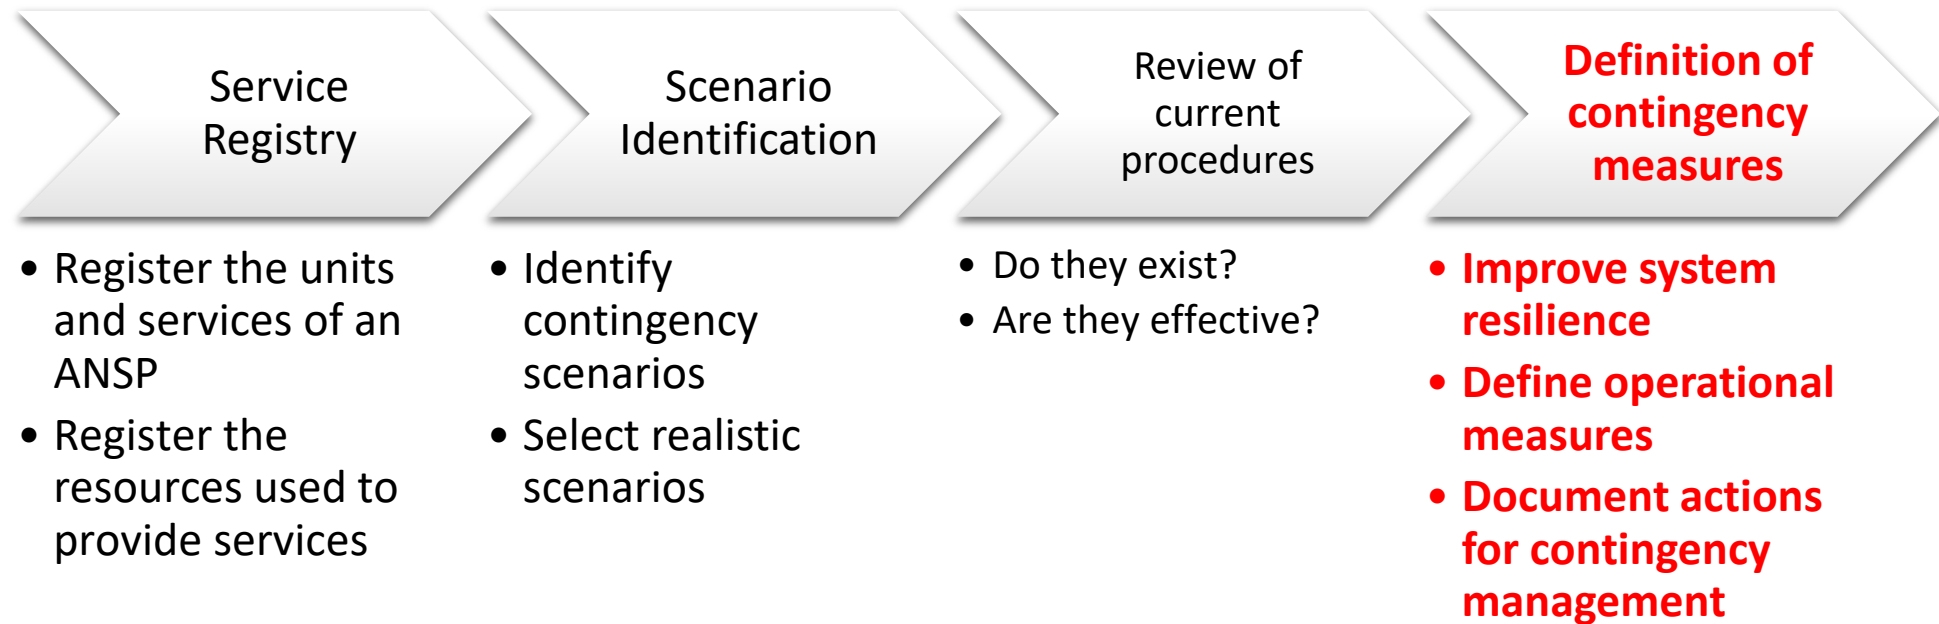 Service
Registry
• Register the units
and services of an
ANSP
• Register the
resources used to
provide services
Scenario
Identification
• Identify
contingency
scenarios
• Select realistic
scenarios
Review of
current
procedures
• Do they exist?
• Are they effective?
Definition of
contingency
measures
• Improve system
resilience
• Define operational
measures
• Document actions
for contingency
management